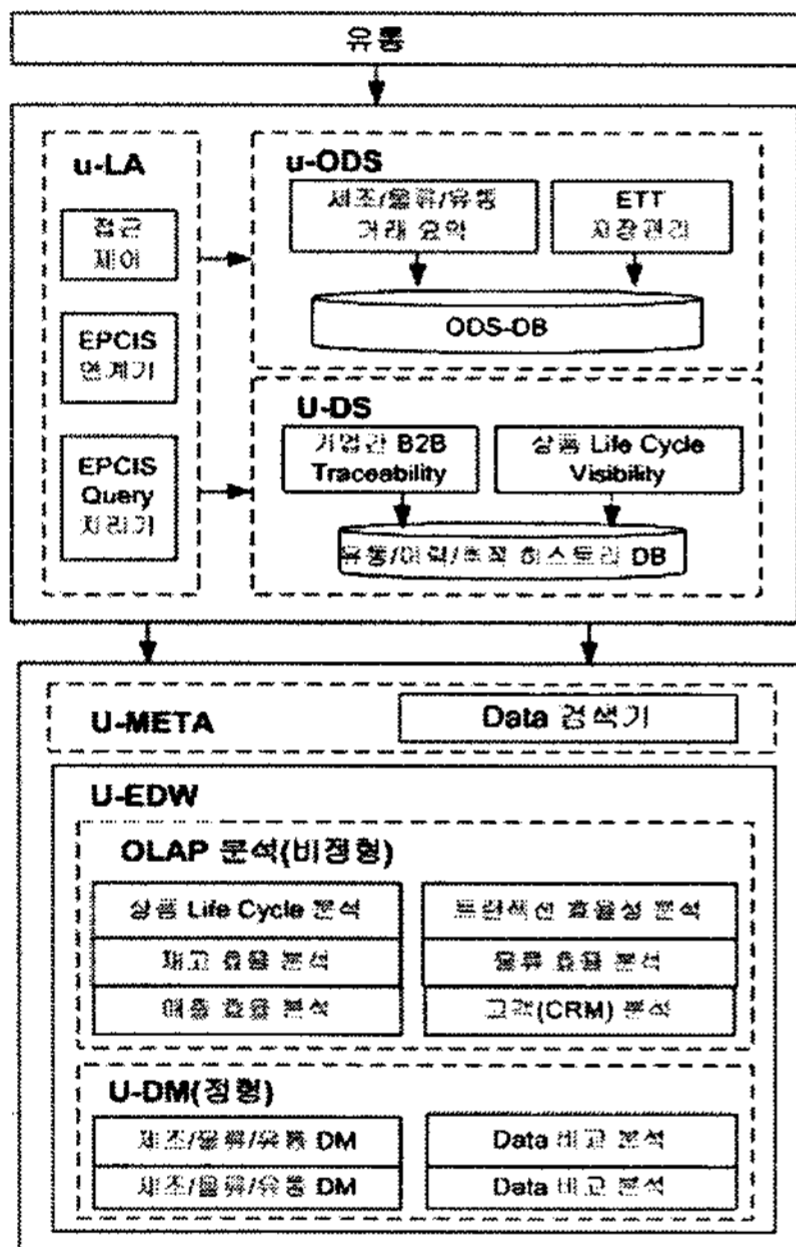 유통
u-LA
접근
제어
EPCIS
연계기
EPCIS
Query
처리기
u-ODS
제조/물류/유통
거래 요약
ETT
저장관리
ODS-DB
U-DS
기업간 B2B
Traceability
상품 Life Cycle
Visibility
유통/이력/추적 히스토리 DB
U-META
Data 검색기
U-EDW
OLAP 분석(비정형)
상품 Life Cycle 분석
트랜잭션 효율성 분석
재고 효율 분석
물류 효율 분석
매출 효율 분석
고객(CRM) 분석
U-DM(정형)
제조/물류/유통 DM
Data 비교 분석
제조/물류/유통 DM
Data 비교 분석